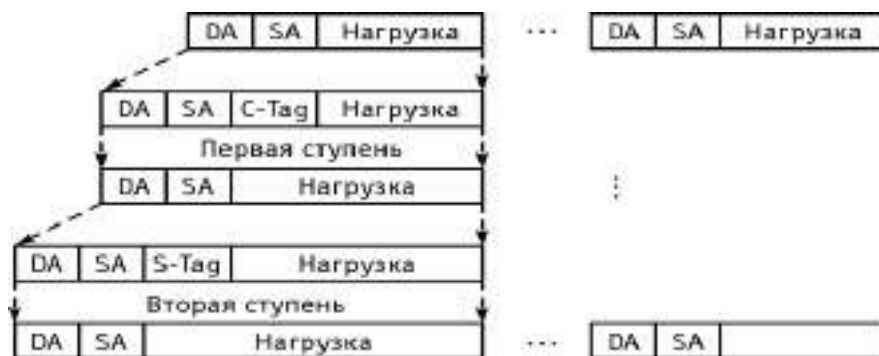 DA SA Нагрузка ... DA SA Нагрузка
DA SA C-Tag Нагрузка
Первая ступень
DA SA Нагрузка
DA SA S-Tag Нагрузка
Вторая ступень
DA SA Нагрузка ... DA SA